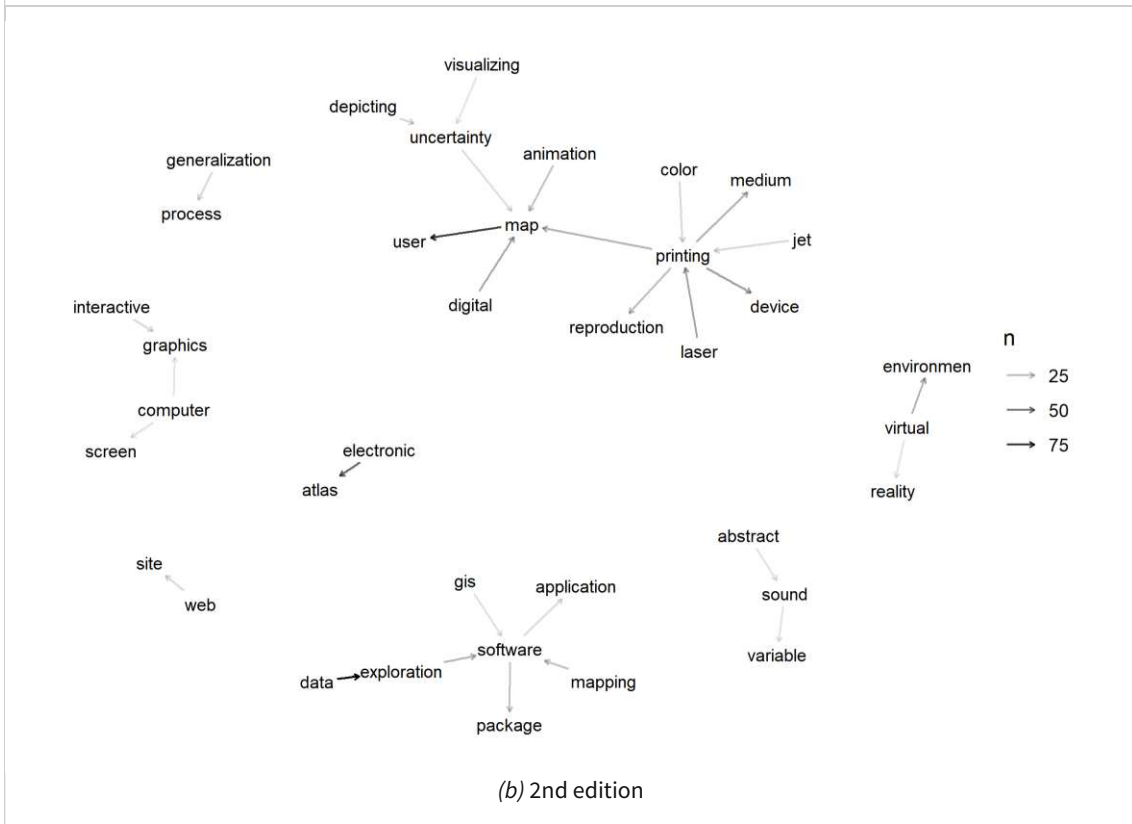 visualizing
depicting
uncertainty
animation
generalization
color
medium
process
map
user
jet
printing
interactive
digital
device
reproduction
graphics
laser
n
environmen
25
computer
50
virtual
screen
electronic
75
atlas
reality
abstract
site
gis
application
sound
web
software
variable
exploration
data
mapping
package
(b) 2nd edition